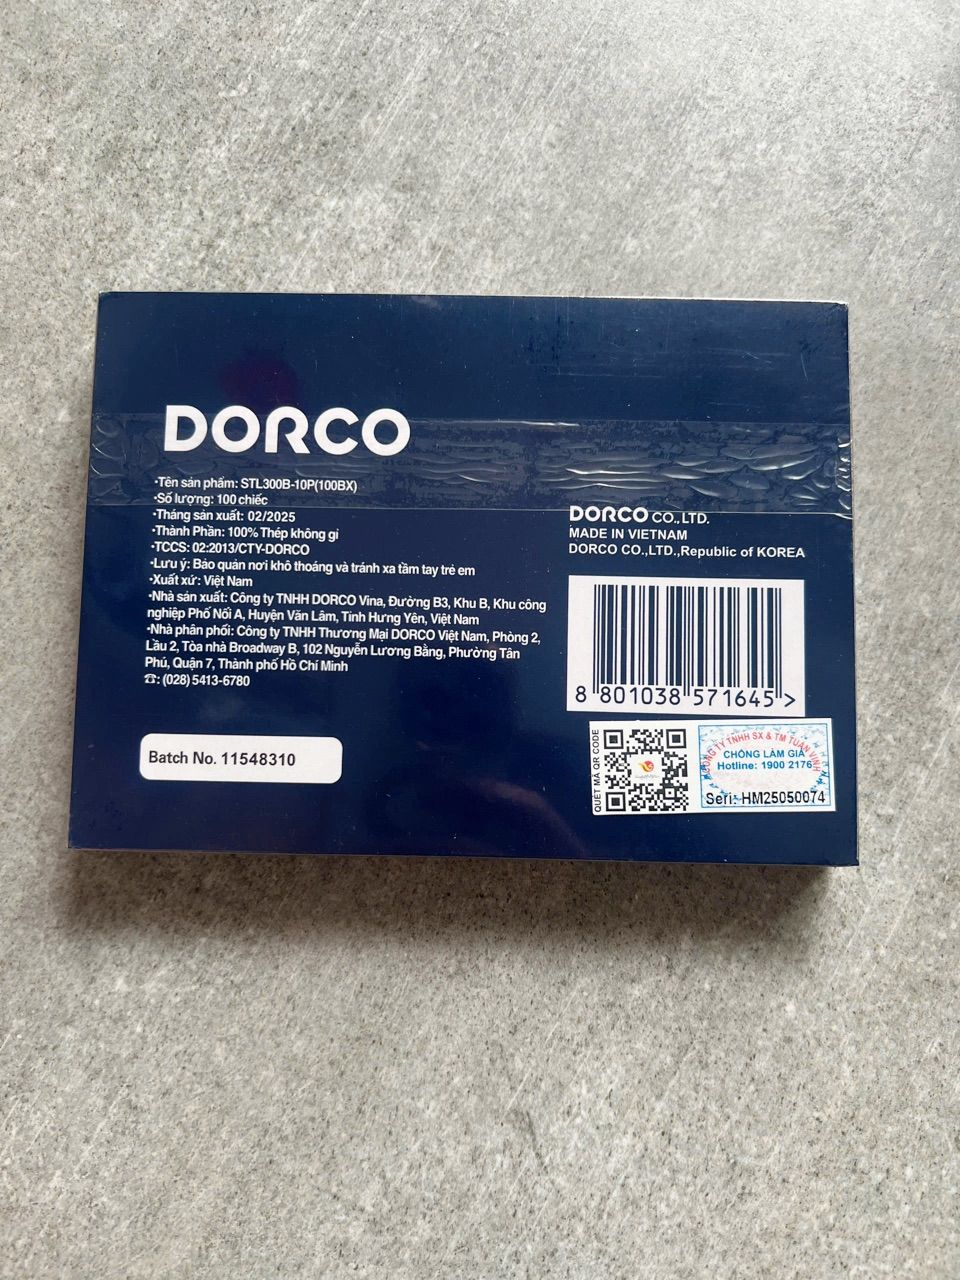 DORCO
·Tên sản phẩm: STL300B-10P(100BX)
·Số lượng: 100 chiếc
·Tháng sản xuất: 02/2025
·Thành Phần: 100% Thép không gỉ
·TCCS: 02:2013/CTY-DORCO
·Lưu ý: Bảo quản nơi khô thoáng và tránh xa tầm tay trẻ em
·Xuất xứ: Việt Nam
·Nhà sản xuất: Công ty TNHH DORCO Vina, Đường B3, Khu B, Khu công
nghiệp Phố Nối A, Huyện Văn Lâm, Tỉnh Hưng Yên, Việt Nam
·Nhà phân phối: Công ty TNHH Thương Mại DORCO Việt Nam, Phòng 2,
Lầu 2, Tòa nhà Broadway B, 102 Nguyễn Lương Bằng, Phường Tân
Phú, Quận 7, Thành phố Hồ Chí Minh
☎: (028) 5413-6780
Batch No. 11548310
DORCO CO.,LTD.
MADE IN VIETNAM
DORCO CO.,LTD.,Republic of KOREA
8 801038 571645 >
QUÉT MÃ QR CODE
CÔNG TY TNHH SX & TM TUẤN VINH
CHỐNG LÀM GIẢ
Hotline: 1900 2176
Seri: HM25050074